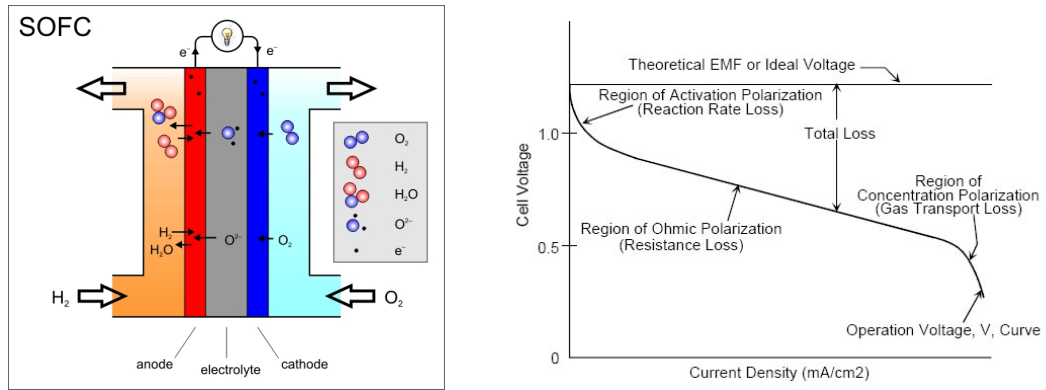 SOFC
e⁻
e⁻
O₂
H₂
H₂O
O²⁻
e⁻
H₂
H₂O
O²⁻
O₂
H₂
O₂
anode
electrolyte
cathode
Theoretical EMF or Ideal Voltage
Region of Activation Polarization
(Reaction Rate Loss)
1.0
Total Loss
Region of
Concentration Polarization
(Gas Transport Loss)
Cell Voltage
Region of Ohmic Polarization
(Resistance Loss)
0.5
Operation Voltage, V, Curve
0
Current Density (mA/cm2)